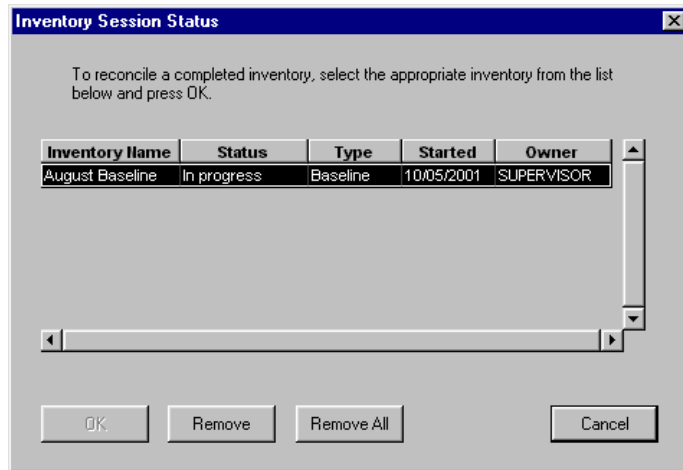 Inventory Session Status
To reconcile a completed inventory, select the appropriate inventory from the list
below and press OK.
Inventory Name Status Type Started Owner
August Baseline In progress Baseline 10/05/2001 SUPERVISOR
OK Remove Remove All Cancel